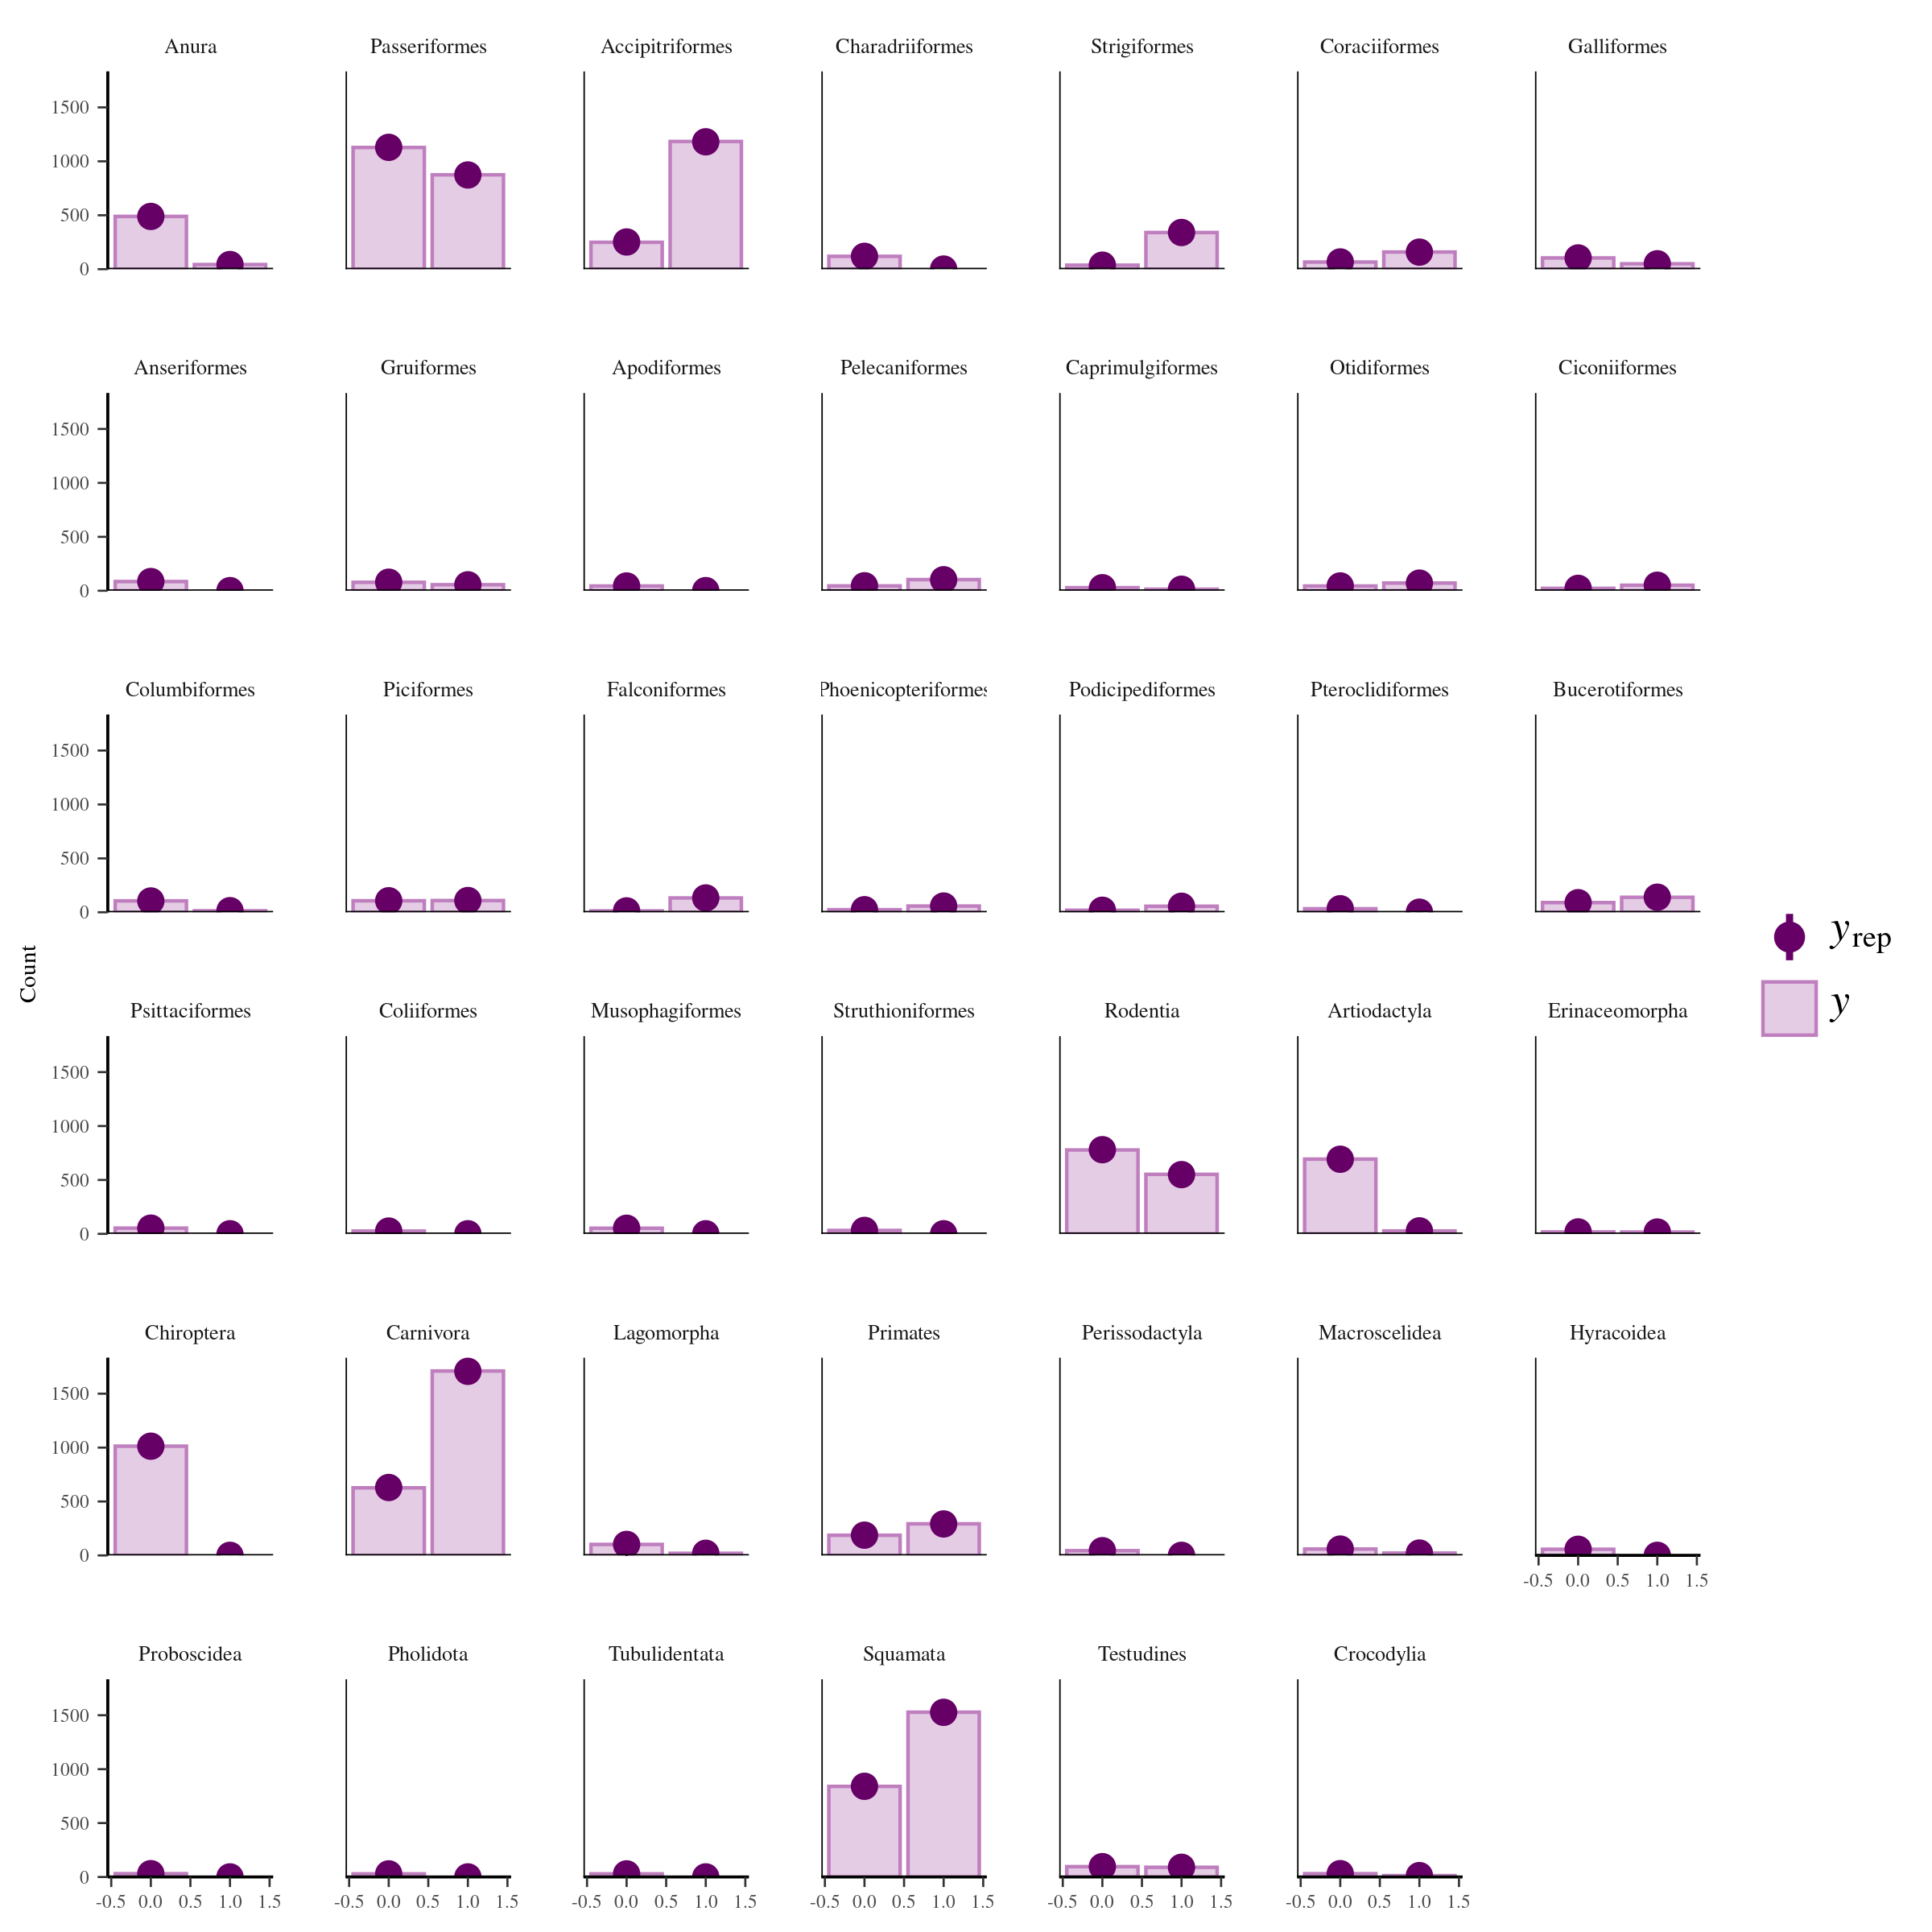 Anura Passeriformes Accipitriformes Charadriiformes Strigiformes Coraciiformes Galliformes
1500
1000
500
0
Anseriformes Gruiformes Apodiformes Pelecaniformes Caprimulgiformes Otidiformes Ciconiiformes
1500
1000
500
0
Columbiformes Piciformes Falconiformes Phoenicopteriformes Podicipediformes Pteroclidiformes Bucerotiformes
1500
1000
500
0
yrep
y
Count
Psittaciformes Coliiformes Musophagiformes Struthioniformes Rodentia Artiodactyla Erinaceomorpha
1500
1000
500
0
Chiroptera Carnivora Lagomorpha Primates Perissodactyla Macroscelidea Hyracoidea
1500
1000
500
0
-0.5 0.0 0.5 1.0 1.5
Proboscidea Pholidota Tubulidentata Squamata Testudines Crocodylia
1500
1000
500
0
-0.5 0.0 0.5 1.0 1.5 -0.5 0.0 0.5 1.0 1.5 -0.5 0.0 0.5 1.0 1.5 -0.5 0.0 0.5 1.0 1.5 -0.5 0.0 0.5 1.0 1.5 -0.5 0.0 0.5 1.0 1.5